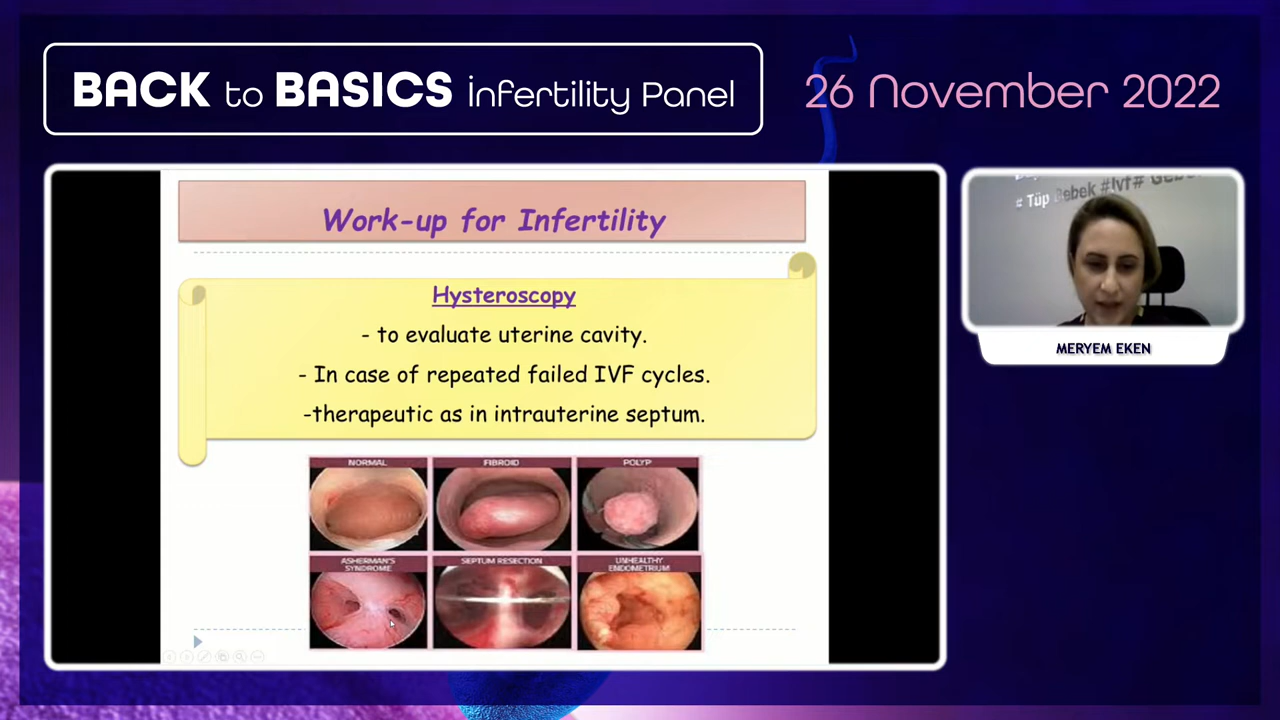 BACK to BASICS infertility Panel
26 November 2022
Work-up for Infertility
Hysteroscopy
- to evaluate uterine cavity.
- In case of repeated failed IVF cycles.
-therapeutic as in intrauterine septum.
NORMAL
FIBROID
POLYP
ASHERMAN'S
SYNDROME
SEPTUM RESECTION
UNHEALTHY
ENDOMETRIUM
# Tüp Bebek #Ivf#
MERYEM EKEN